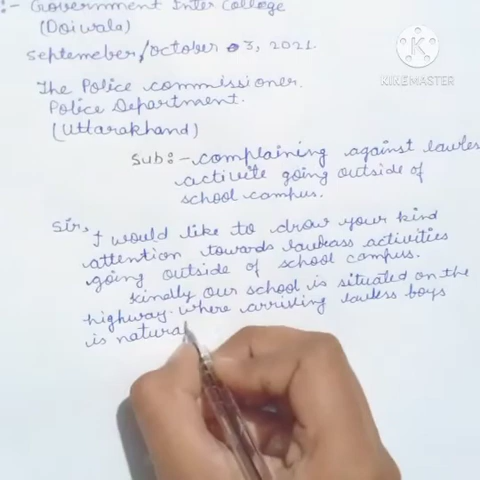 :- Government Inter College
(Doiwala)
Septemeber/October 3, 2021.
KINEMASTER
The Police commissioner.
Police Department.
(Uttarakhand)
Sub:- complaining against lawles
activite going outside of
school campus.
Sir,
I would like to draw your kind
attention towards lawless activities
going outside of school campus.
kindly our school is situated on the
highway. where arriving lawless boys
is natura